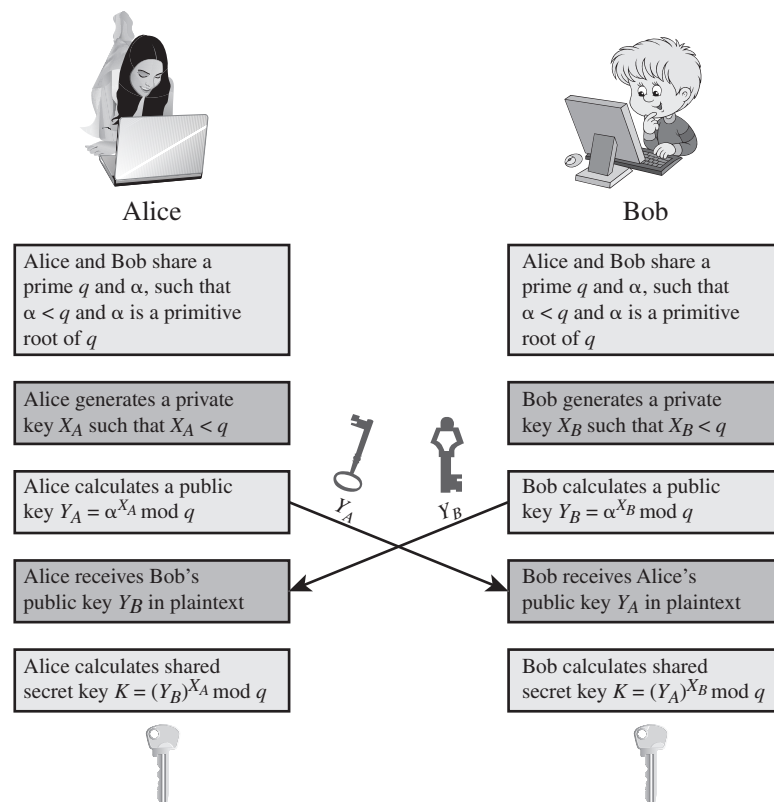 Alice
Alice and Bob share a
prime q and α, such that
α < q and α is a primitive
root of q
Alice generates a private
key X_A such that X_A < q
Alice calculates a public
key Y_A = α^{X_A} mod q
Alice receives Bob's
public key Y_B in plaintext
Alice calculates shared
secret key K = (Y_B)^{X_A} mod q
Y_A
Y_B
Bob
Alice and Bob share a
prime q and α, such that
α < q and α is a primitive
root of q
Bob generates a private
key X_B such that X_B < q
Bob calculates a public
key Y_B = α^{X_B} mod q
Bob receives Alice's
public key Y_A in plaintext
Bob calculates shared
secret key K = (Y_A)^{X_B} mod q